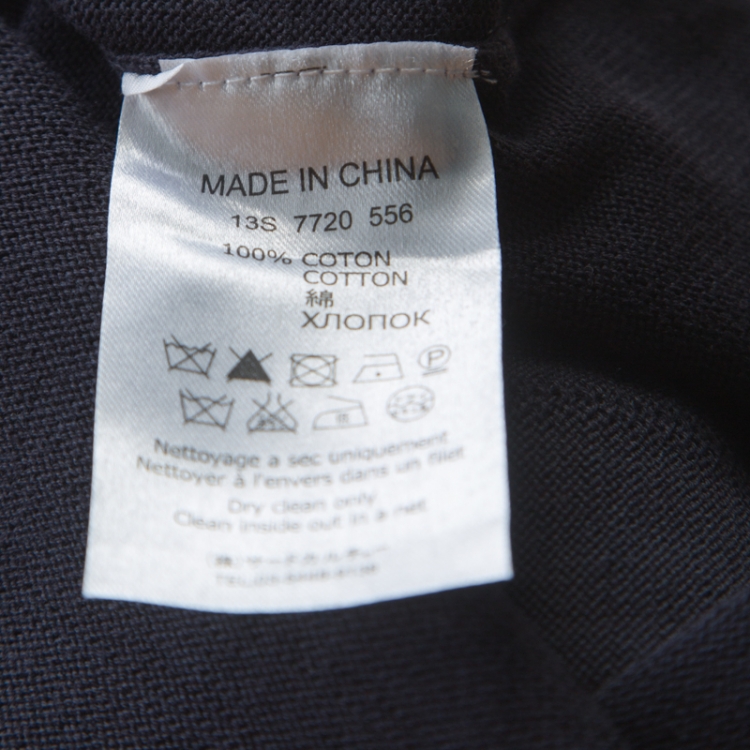 MADE IN CHINA
13S 7720 556
100% COTON
COTTON
綿
ХЛОПОК
P
Nettoyage a sec uniquement
Nettoyer à l'envers dans un filet
Dry clean only
Clean inside out in a net